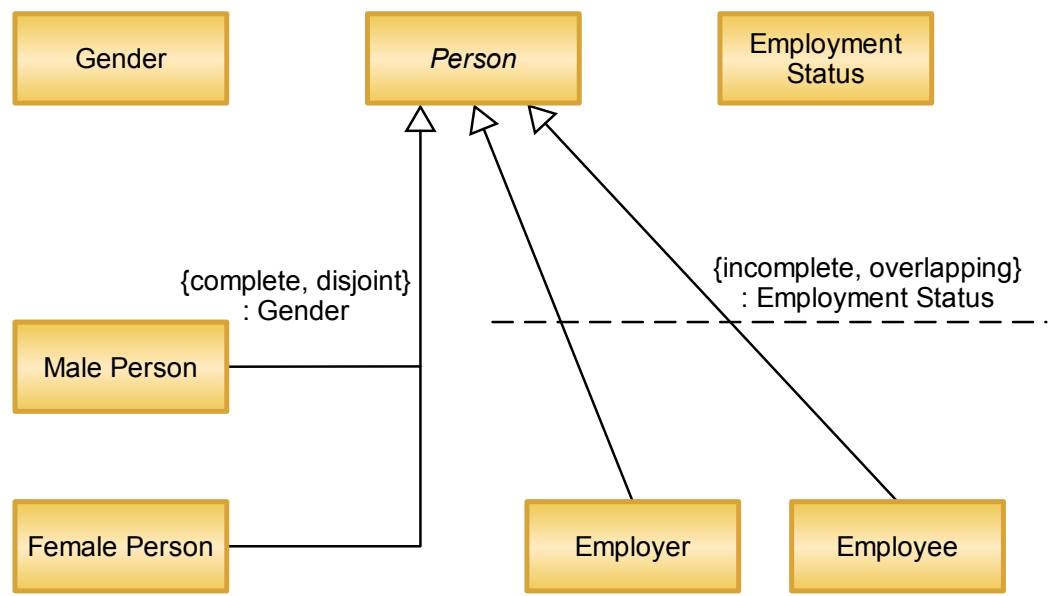 Gender
Person
Employment
Status
{complete, disjoint}
: Gender
{incomplete, overlapping}
: Employment Status
Male Person
Female Person
Employer
Employee